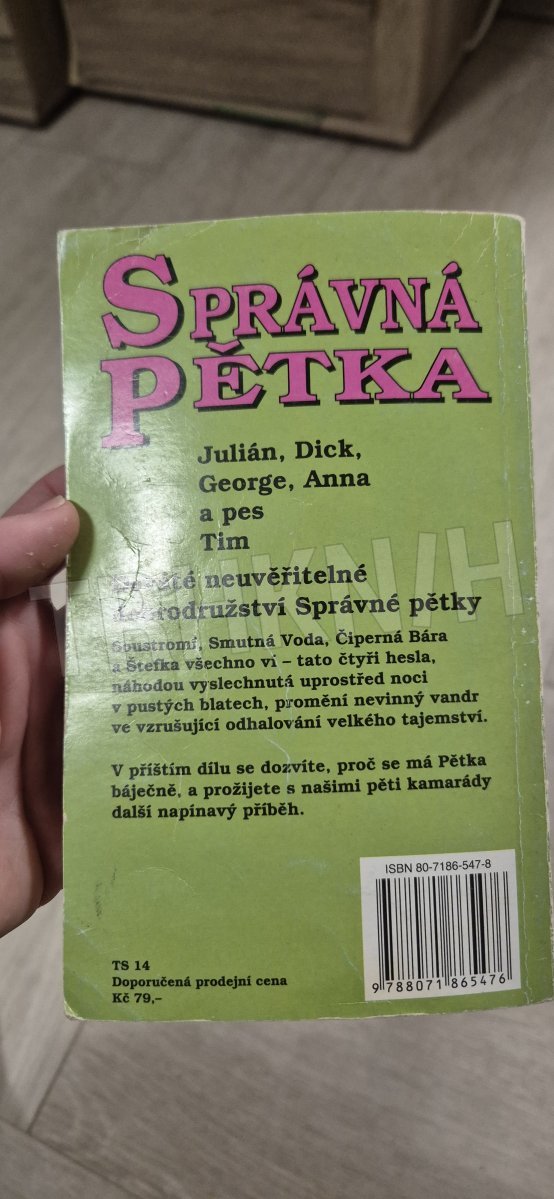 SPRÁVNÁ
PĚTKA
Julián, Dick,
George, Anna
a pes
Tim
neuvěřitelné
Správné pětky
Soustromí, Smutná Voda, Čiperná Bára
a Štefka všechno ví – tato čtyři hesla,
náhodou vyslechnutá uprostřed noci
v pustých blatech, promění nevinný vandr
ve vzrušující odhalování velkého tajemství.
V příštím dílu se dozvíte, proč se má Pětka
báječně, a prožijete s našimi pěti kamarády
další napínavý příběh.
ISBN 80-7186-547-8
9 788071 865476
TS 14
Doporučená prodejní cena
Kč 79,–